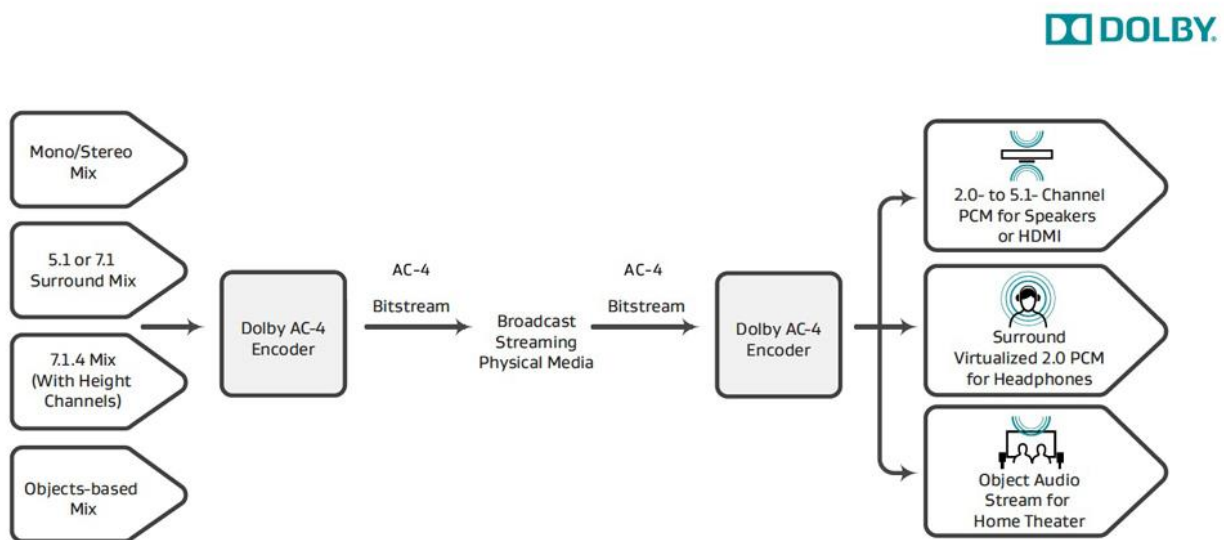 DOLBY.
Mono/Stereo
Mix
5.1 or 7.1
Surround Mix
7.1.4 Mix
(With Height
Channels)
Objects-based
Mix
Dolby AC-4
Encoder
AC-4
Bitstream
Broadcast
Streaming
Physical Media
AC-4
Bitstream
Dolby AC-4
Encoder
2.0- to 5.1- Channel
PCM for Speakers
or HDMI
Surround
Virtualized 2.0 PCM
for Headphones
Object Audio
Stream for
Home Theater